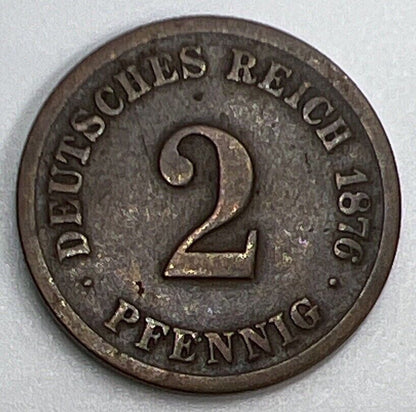 DEUTSCHES REICH 1876
2
· PFENNIG ·